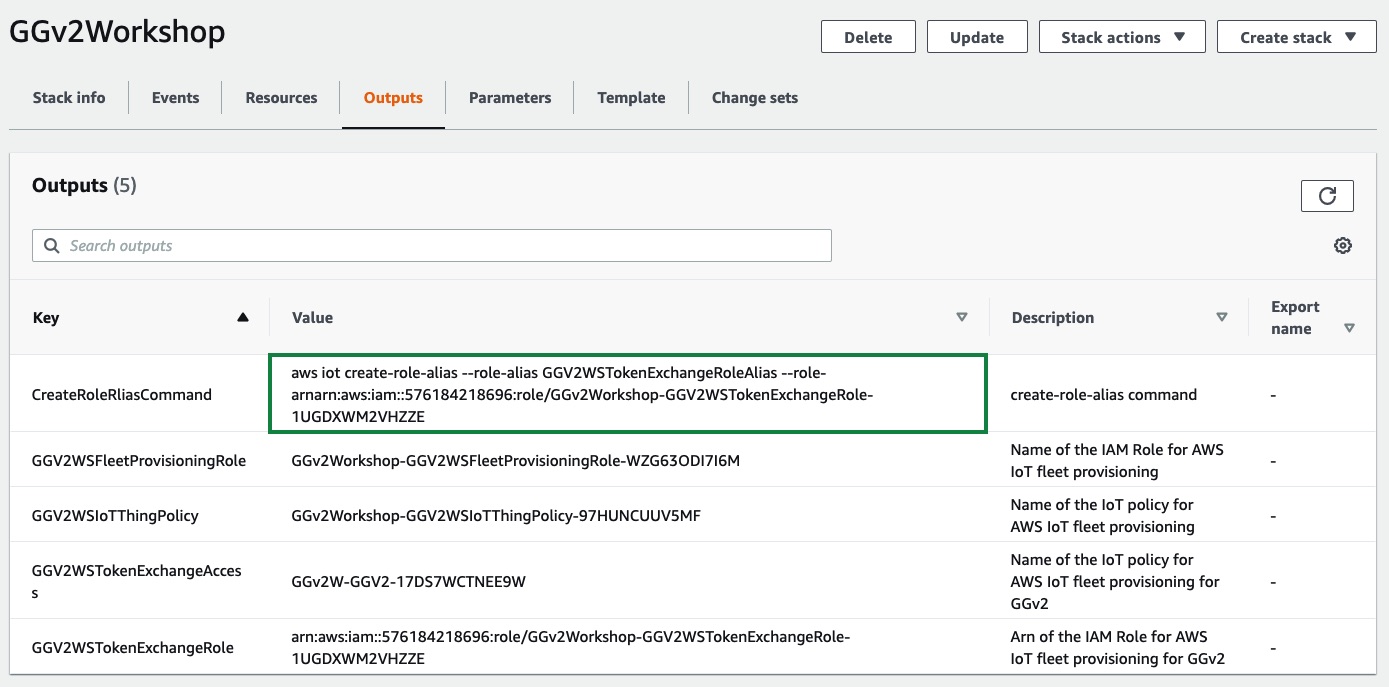 GGv2Workshop
Delete
Update
Stack actions
Create stack
Stack info
Events
Resources
Outputs
Parameters
Template
Change sets
Outputs (5)
Search outputs
Key
Value
Description
Export
name
CreateRoleRliasCommand
aws iot create-role-alias --role-alias GGV2WSTokenExchangeRoleAlias --role-
arnarn:aws:iam::576184218696:role/GGv2Workshop-GGV2WSTokenExchangeRole-
1UGDXWM2VHZZE
create-role-alias command
-
GGV2WSFleetProvisioningRole
GGv2Workshop-GGV2WSFleetProvisioningRole-WZG63ODI7I6M
Name of the IAM Role for AWS
IoT fleet provisioning
-
GGV2WSIoTThingPolicy
GGv2Workshop-GGV2WSIoTThingPolicy-97HUNCUUV5MF
Name of the IoT policy for
AWS IoT fleet provisioning
-
GGV2WSTokenExchangeAcces
s
GGv2W-GGV2-17DS7WCTNEE9W
Name of the IoT policy for
AWS IoT fleet provisioning for
GGv2
-
GGV2WSTokenExchangeRole
arn:aws:iam::576184218696:role/GGv2Workshop-GGV2WSTokenExchangeRole-
1UGDXWM2VHZZE
Arn of the IAM Role for AWS
IoT fleet provisioning for GGv2
-